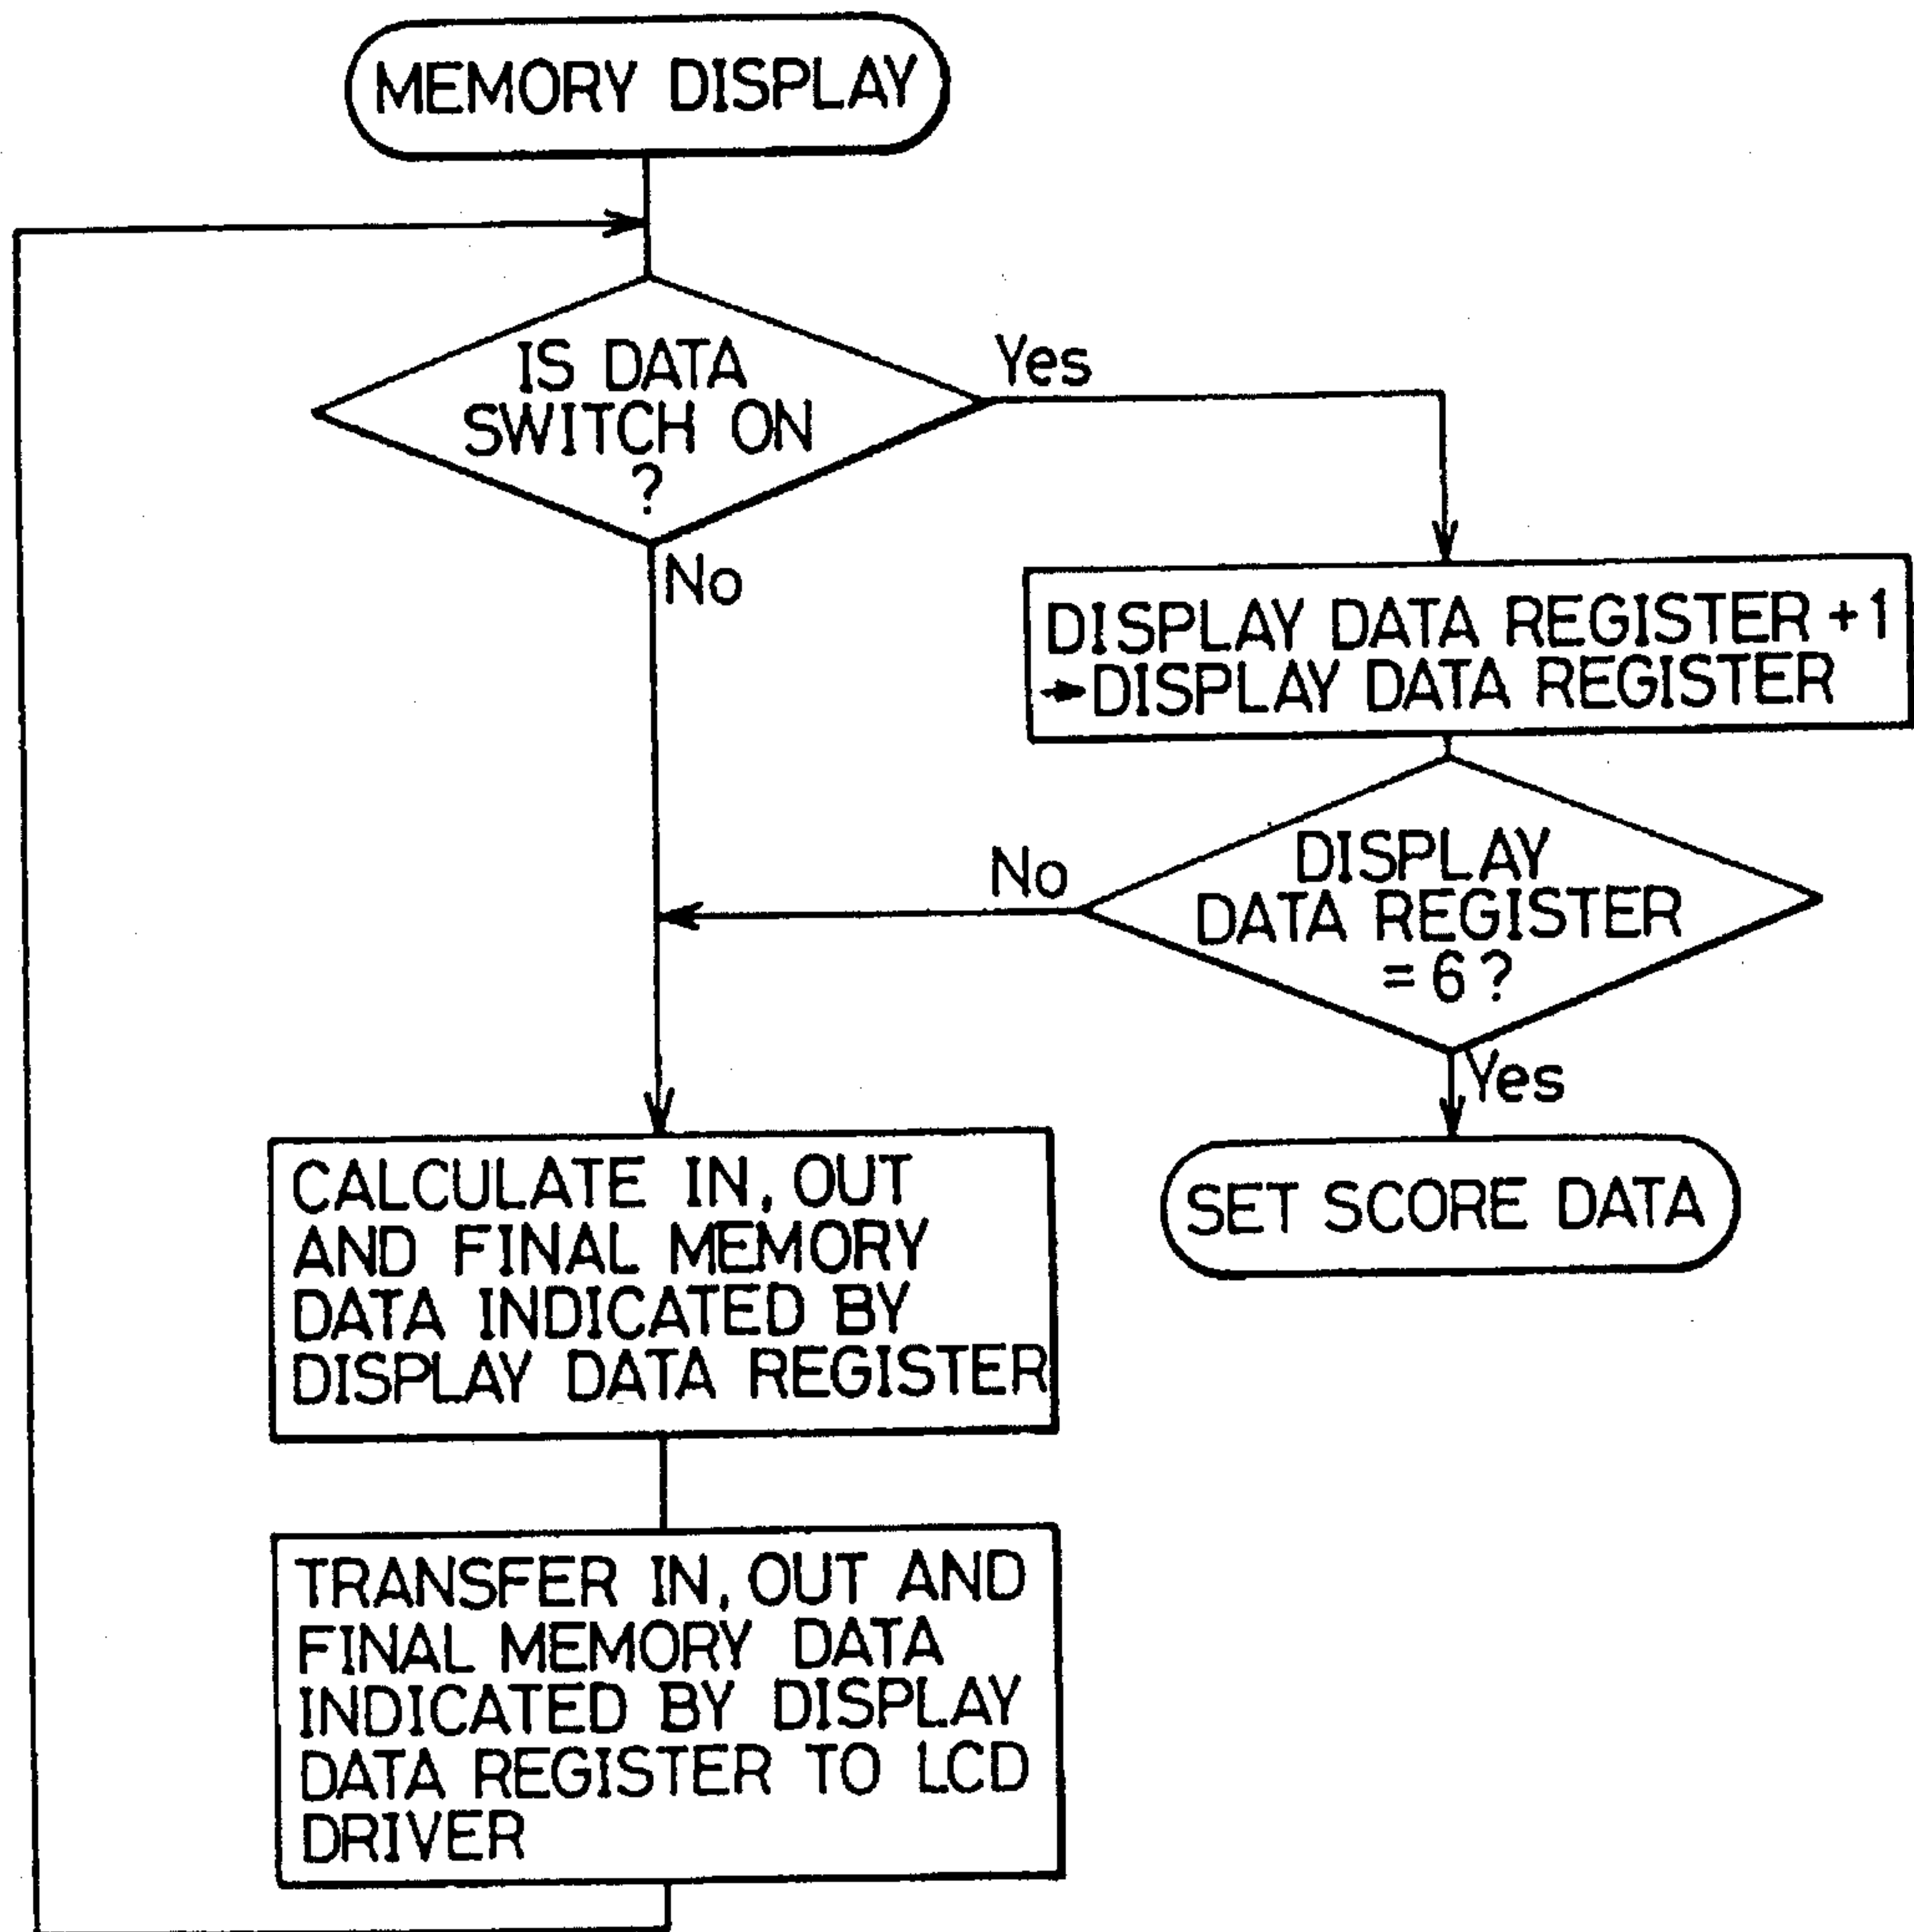 MEMORY DISPLAY
IS DATA
SWITCH ON
?
Yes
No
DISPLAY DATA REGISTER +1
→DISPLAY DATA REGISTER
DISPLAY
DATA REGISTER
= 6 ?
No
Yes
SET SCORE DATA
CALCULATE IN, OUT
AND FINAL MEMORY
DATA INDICATED BY
DISPLAY DATA REGISTER
TRANSFER IN, OUT AND
FINAL MEMORY DATA
INDICATED BY DISPLAY
DATA REGISTER TO LCD
DRIVER